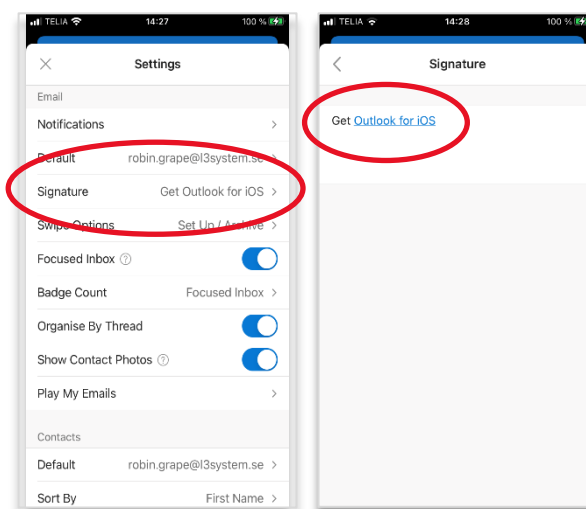 TELIA 14:27 100 %
Settings
Email
Notifications
Default robin.grape@l3system.se
Signature Get Outlook for iOS
Swipe Options Set Up / Archive
Focused Inbox ?
Badge Count Focused Inbox
Organise By Thread
Show Contact Photos ?
Play My Emails
Contacts
Default robin.grape@l3system.se
Sort By First Name
TELIA 14:28 100 %
Signature
Get Outlook for iOS